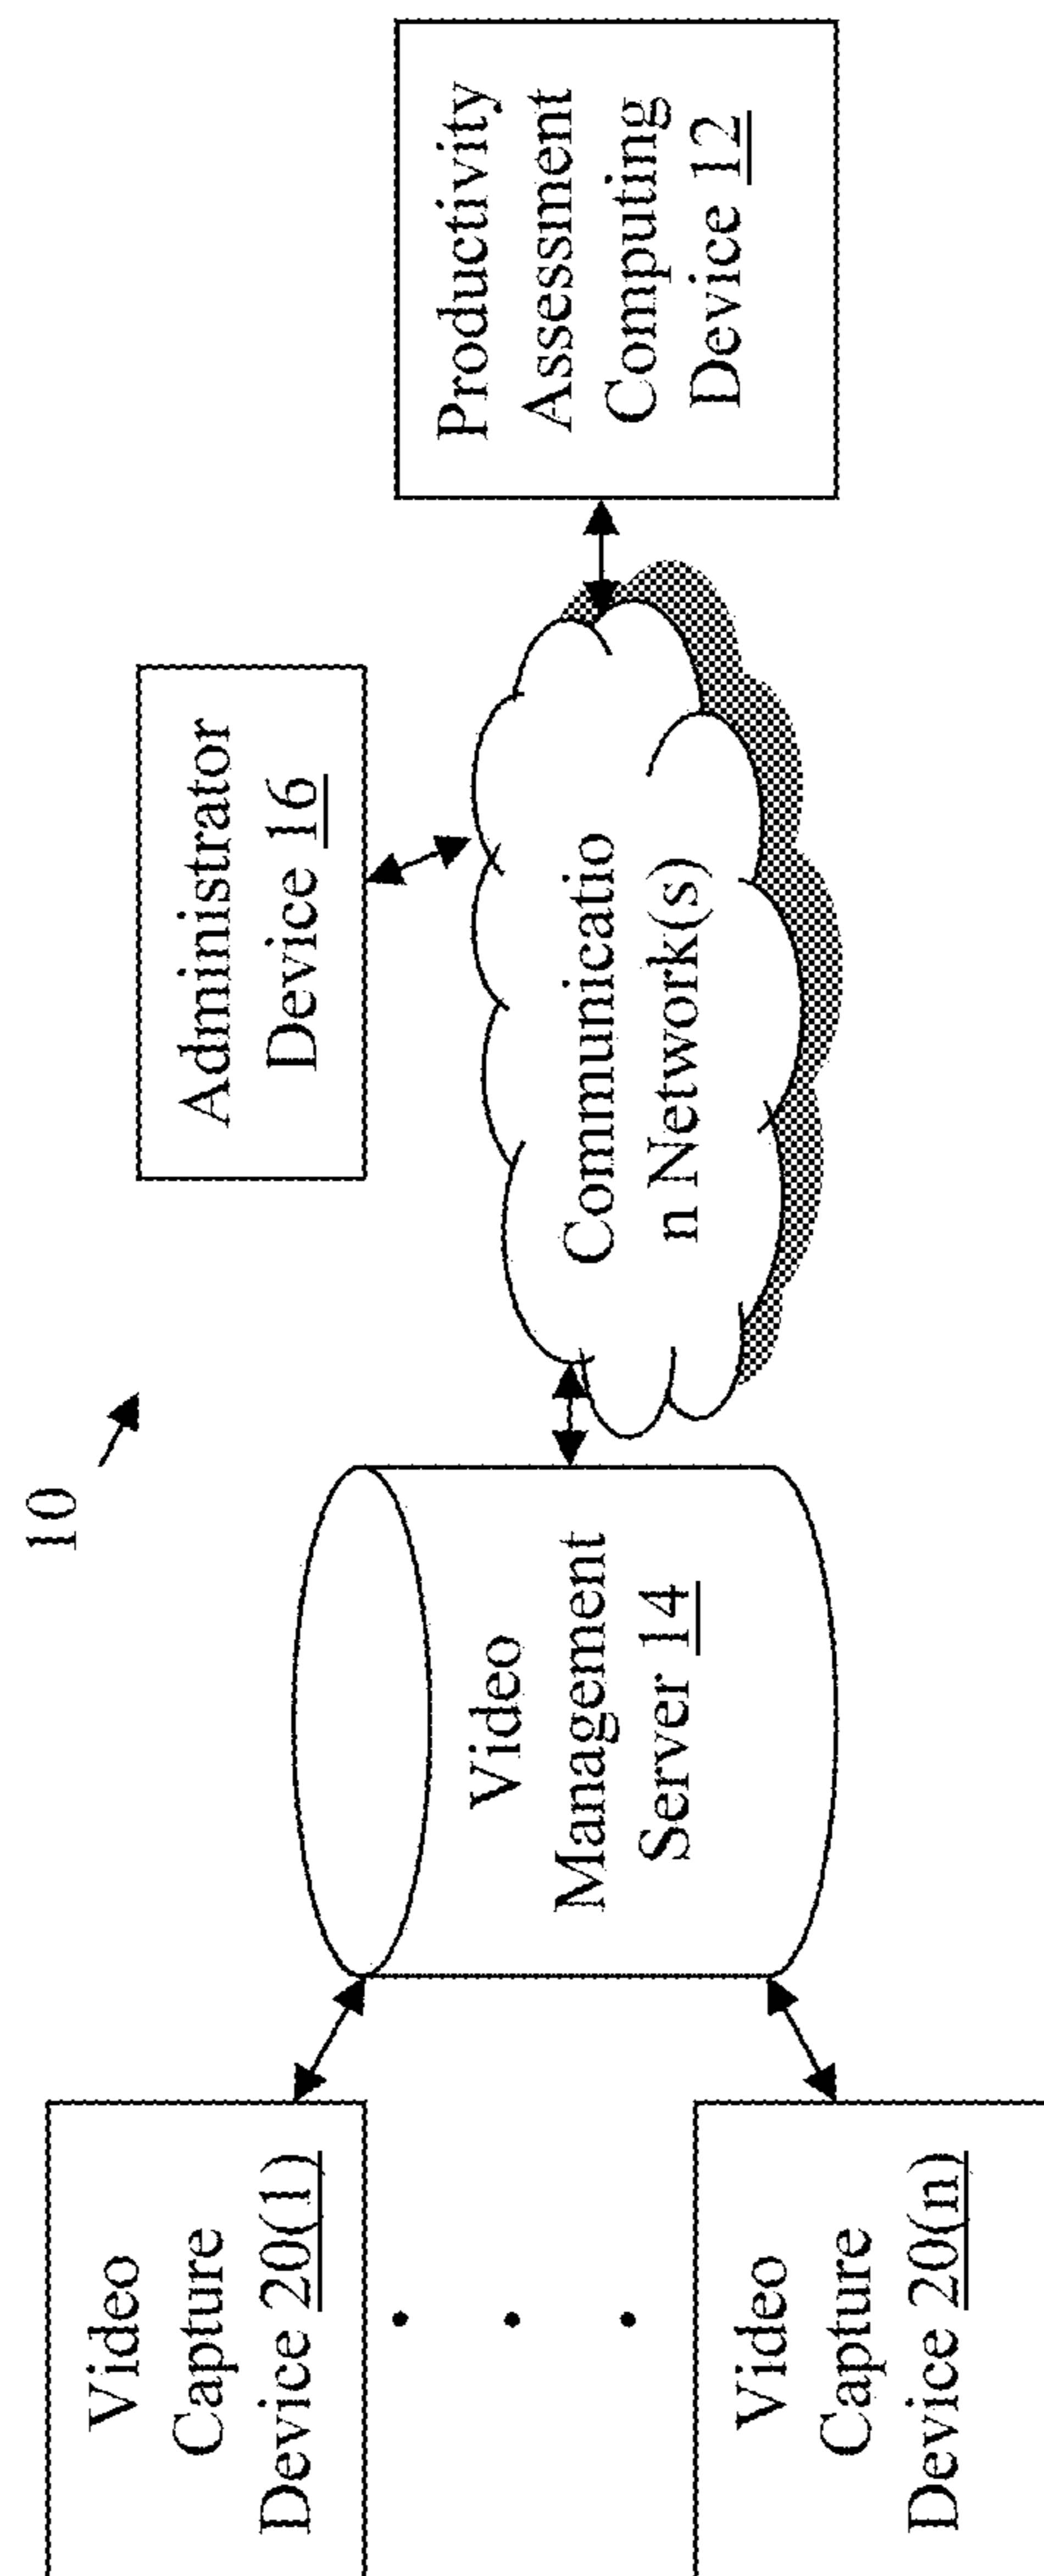 10
Video
Capture
Device 20(1)
Video
Capture
Device 20(n)
Video
Management
Server 14
Administrator
Device 16
Communicatio
n Network(s)
Productivity
Assessment
Computing
Device 12